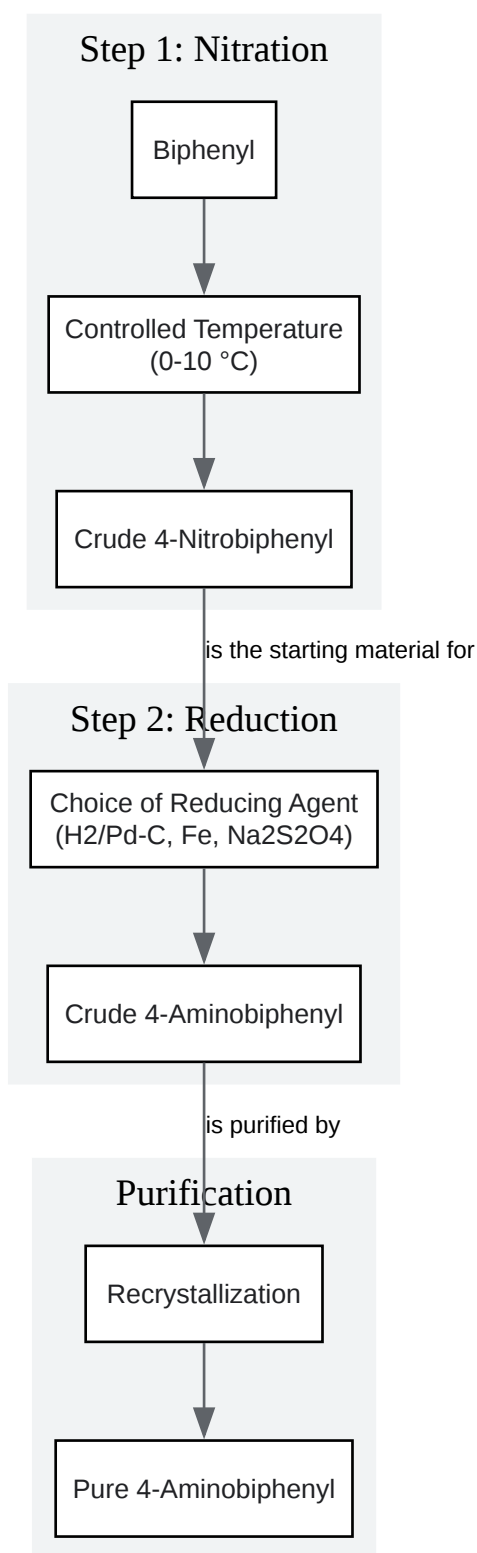 Step 1: Nitration
Biphenyl
Controlled Temperature
(0-10 °C)
Crude 4-Nitrobiphenyl
is the starting material for
Step 2: Reduction
Choice of Reducing Agent
(H2/Pd-C, Fe, Na2S2O4)
Crude 4-Aminobiphenyl
is purified by
Purification
Recrystallization
Pure 4-Aminobiphenyl